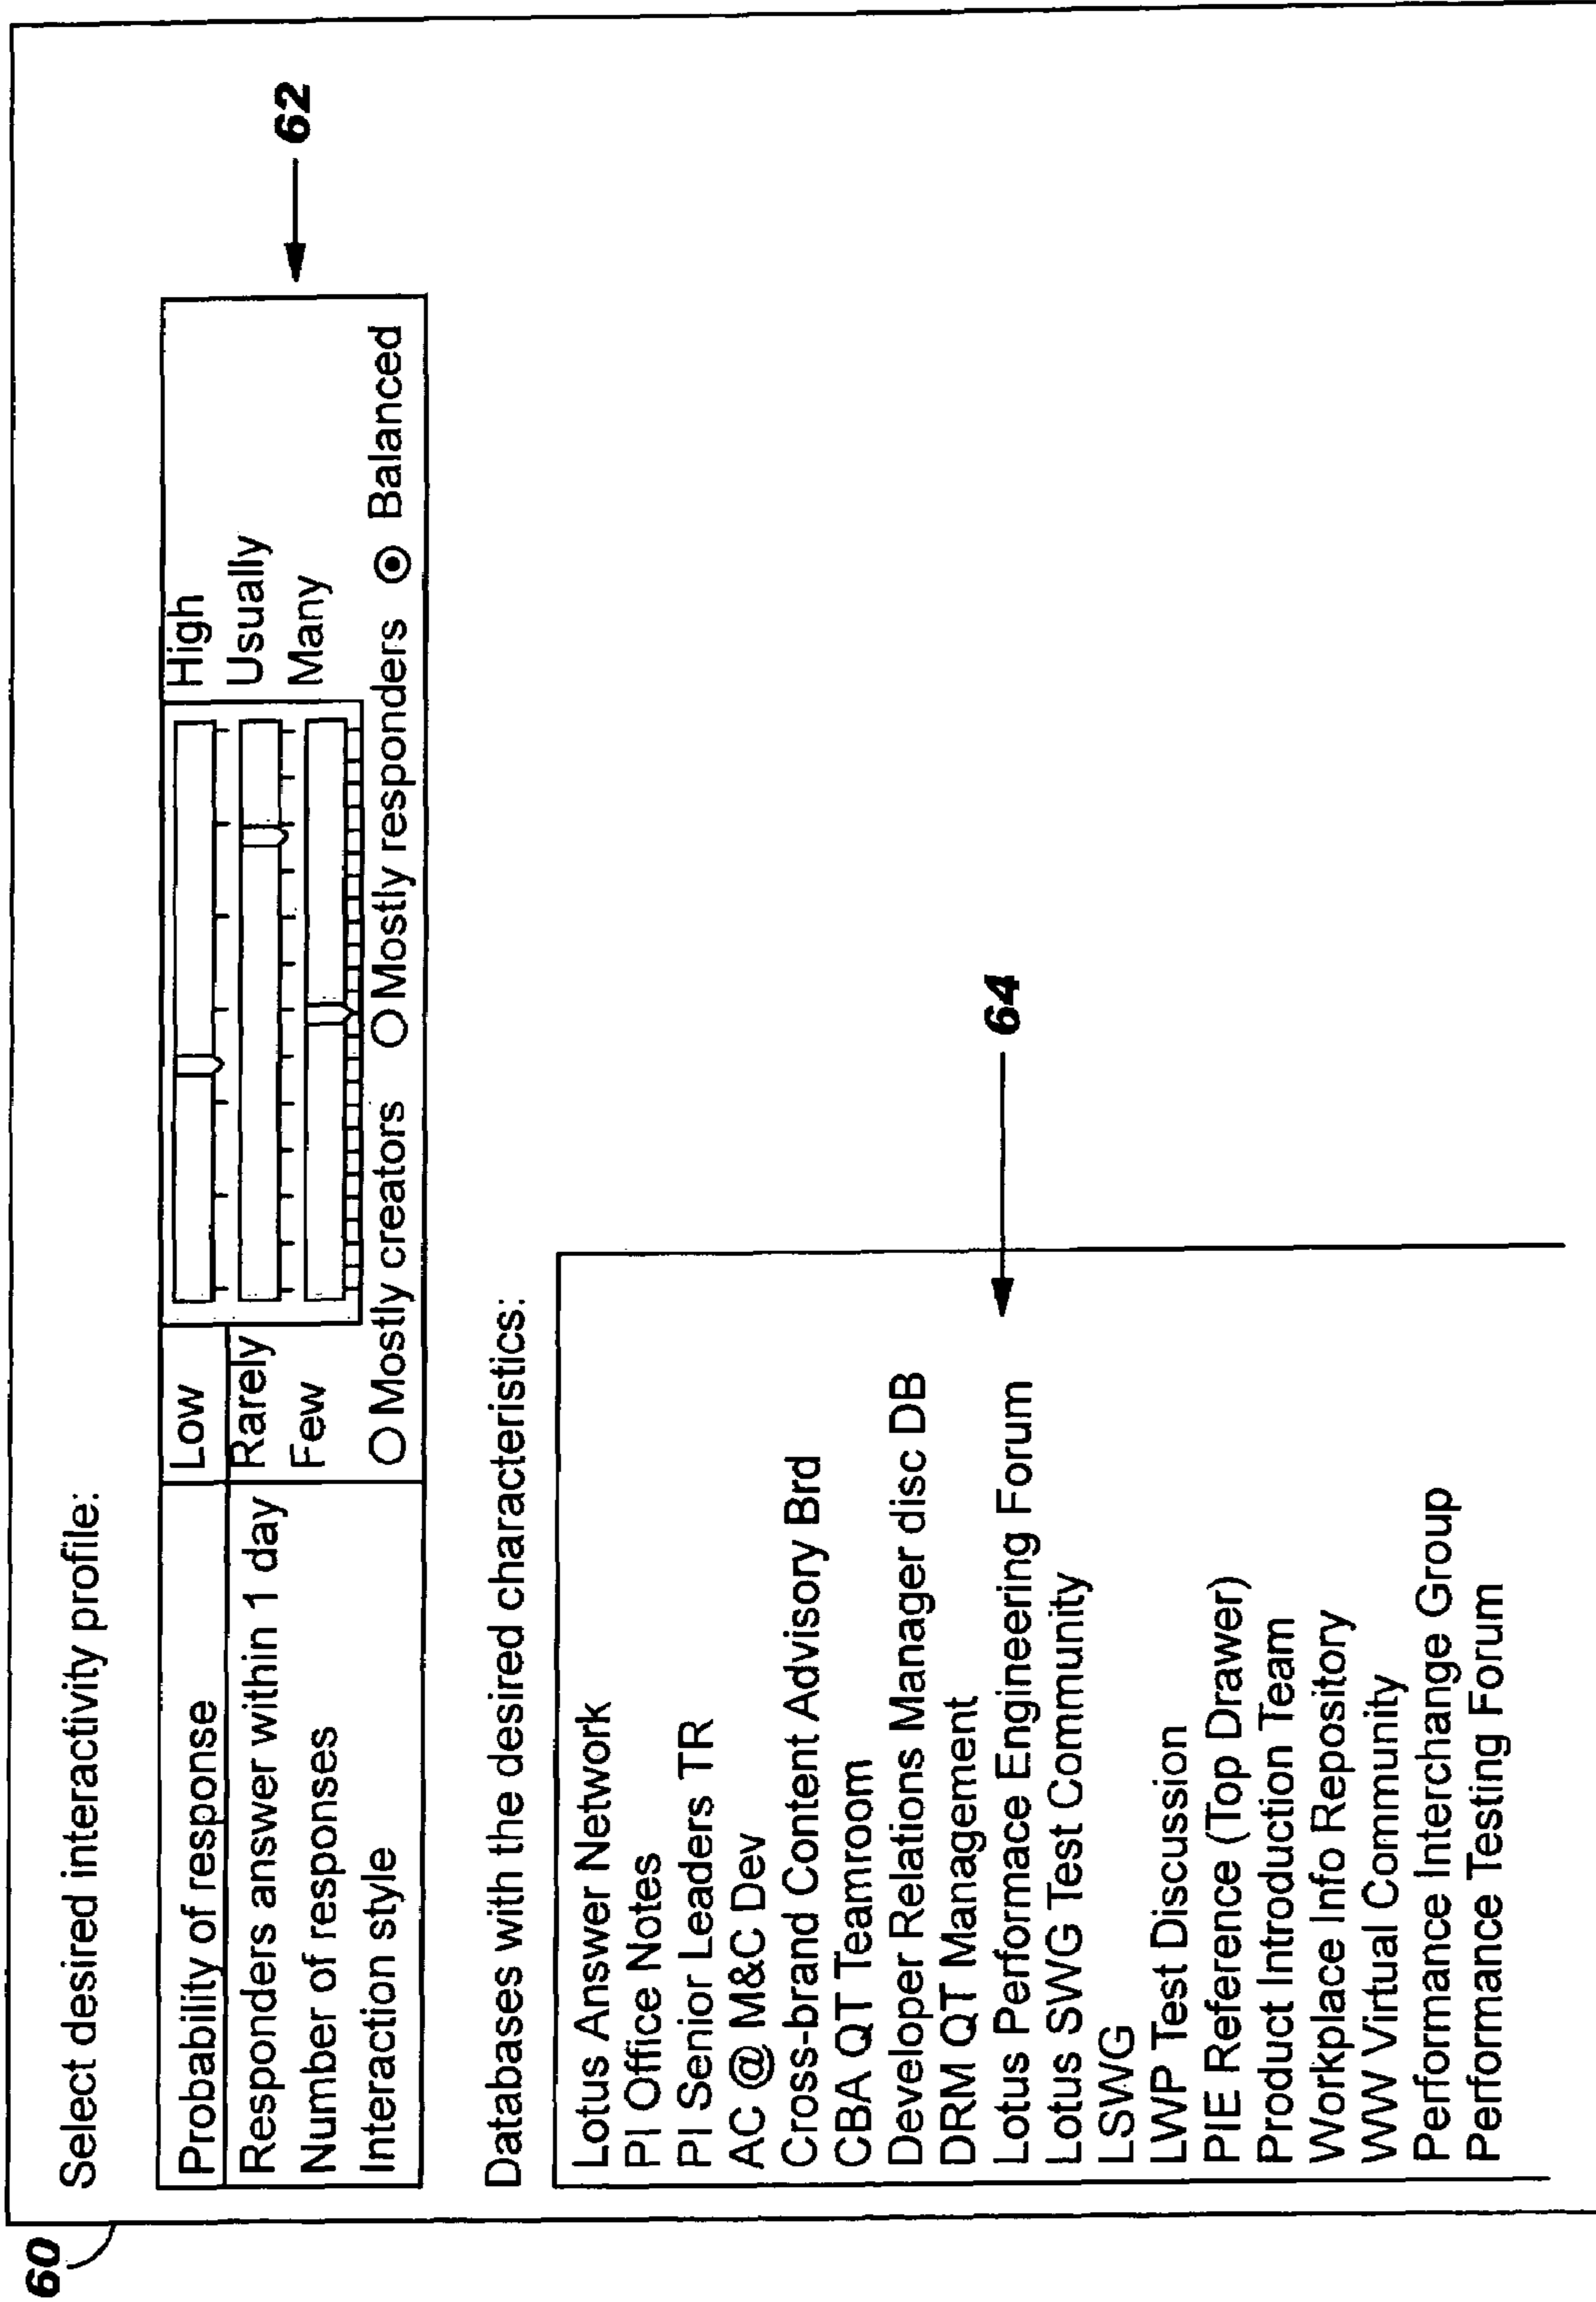 60
Select desired interactivity profile:
Probability of response Low High
Responders answer within 1 day Rarely Usually
Number of responses Few Many
Interaction style Mostly creators Mostly responders Balanced
62
Databases with the desired characteristics:
Lotus Answer Network
PI Office Notes
PI Senior Leaders TR
AC @ M&C Dev
Cross-brand Content Advisory Brd
CBA QT Teamroom
Developer Relations Manager disc DB
DRM QT Management
Lotus Performace Engineering Forum
64
Lotus SWG Test Community
LSWG
LWP Test Discussion
PIE Reference (Top Drawer)
Product Introduction Team
Workplace Info Repository
WW Virtual Community
Performance Interchange Group
Performance Testing Forum